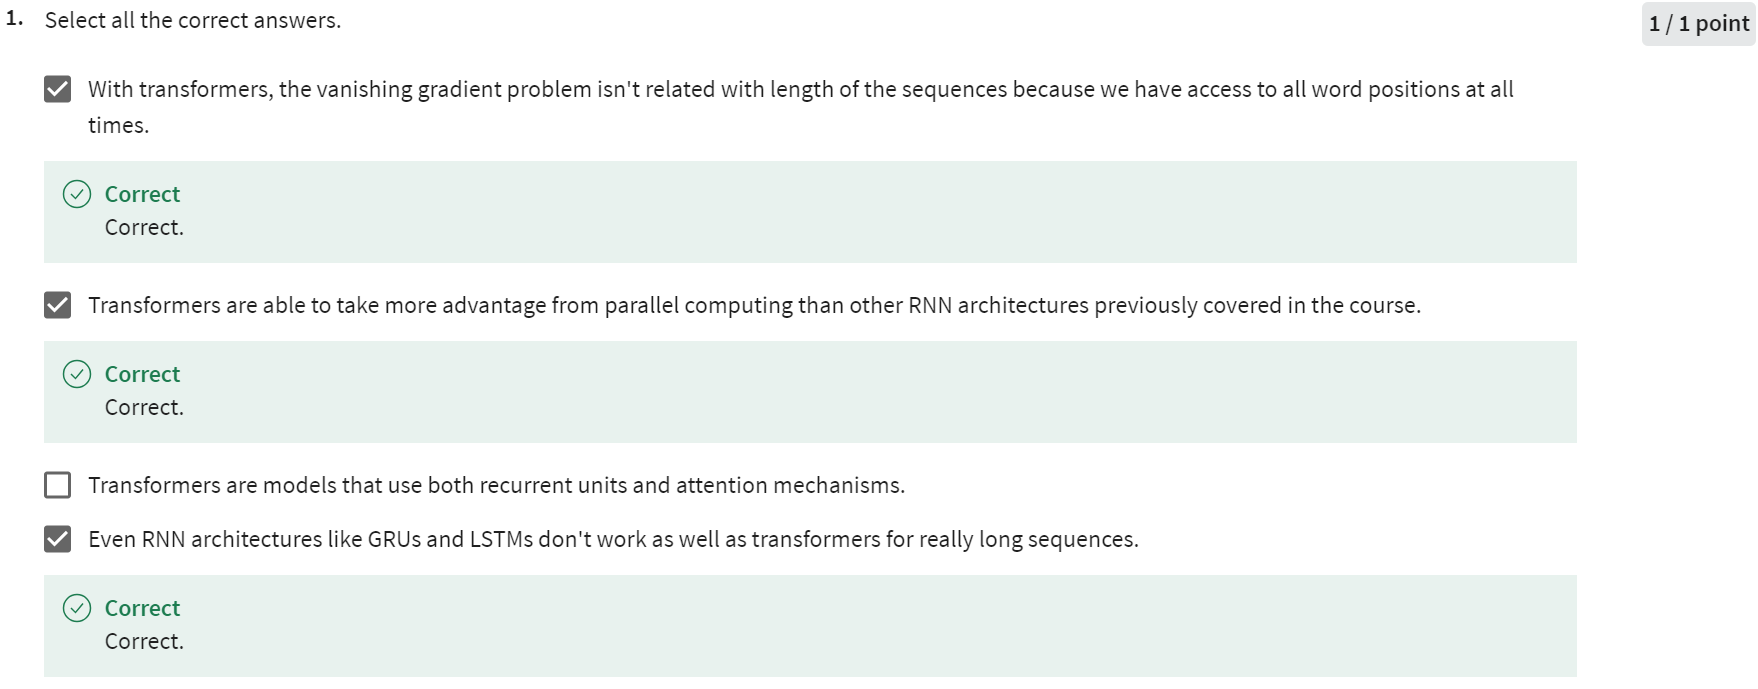 1. Select all the correct answers.
1 / 1 point
With transformers, the vanishing gradient problem isn't related with length of the sequences because we have access to all word positions at all
times.
Correct
Correct.
Transformers are able to take more advantage from parallel computing than other RNN architectures previously covered in the course.
Correct
Correct.
Transformers are models that use both recurrent units and attention mechanisms.
Even RNN architectures like GRUs and LSTMs don't work as well as transformers for really long sequences.
Correct
Correct.